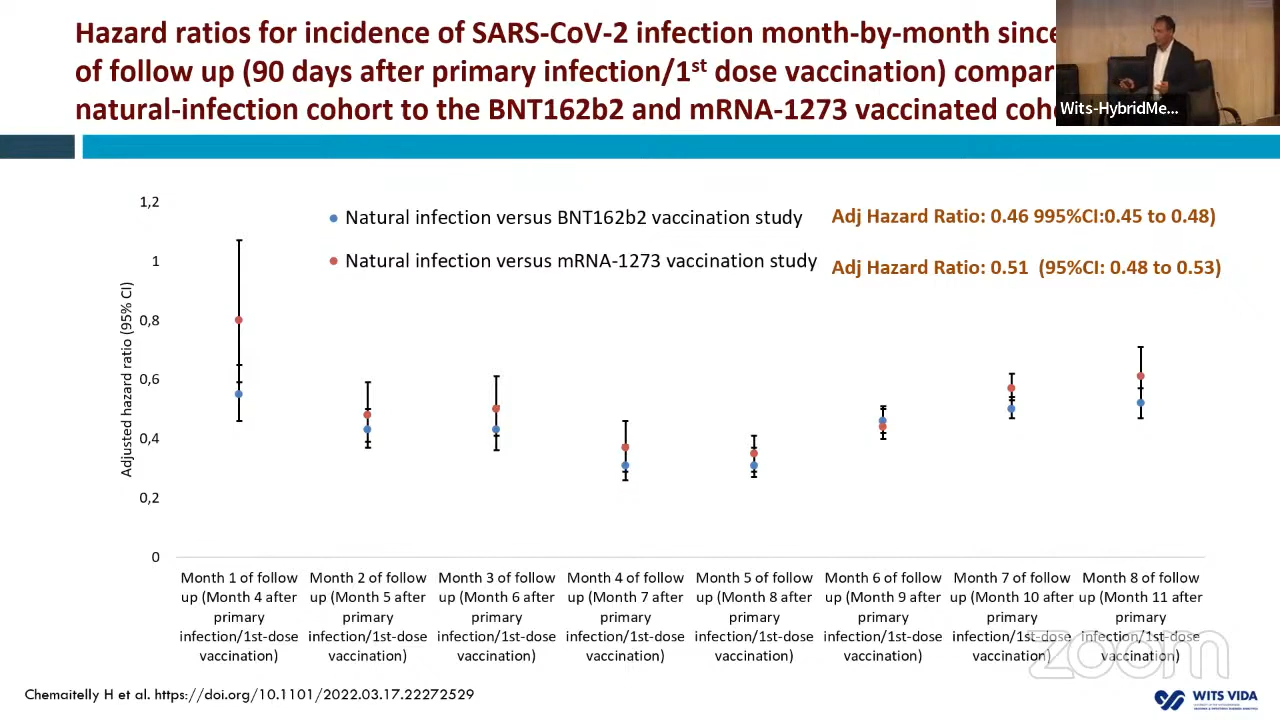 Hazard ratios for incidence of SARS-CoV-2 infection month-by-month since
of follow up (90 days after primary infection/1st dose vaccination) compar
natural-infection cohort to the BNT162b2 and mRNA-1273 vaccinated coh
Wits-HybridMe...
1,2
1
0,8
0,6
0,4
0,2
0
Adjusted hazard ratio (95% CI)
Natural infection versus BNT162b2 vaccination study
Adj Hazard Ratio: 0.46 995%CI:0.45 to 0.48)
Natural infection versus mRNA-1273 vaccination study
Adj Hazard Ratio: 0.51 (95%CI: 0.48 to 0.53)
Month 1 of follow
up (Month 4 after
primary
infection/1st-dose
vaccination)
Month 2 of follow
up (Month 5 after
primary
infection/1st-dose
vaccination)
Month 3 of follow
up (Month 6 after
primary
infection/1st-dose
vaccination)
Month 4 of follow
up (Month 7 after
primary
infection/1st-dose
vaccination)
Month 5 of follow
up (Month 8 after
primary
infection/1st-dose
vaccination)
Month 6 of follow
up (Month 9 after
primary
infection/1st-dose
vaccination)
Month 7 of follow
up (Month 10 after
primary
infection/1st-dose
vaccination)
Month 8 of follow
up (Month 11 after
primary
infection/1st-dose
vaccination)
zoom
Chemaitelly H et al. https://doi.org/10.1101/2022.03.17.22272529
WITS VIDA